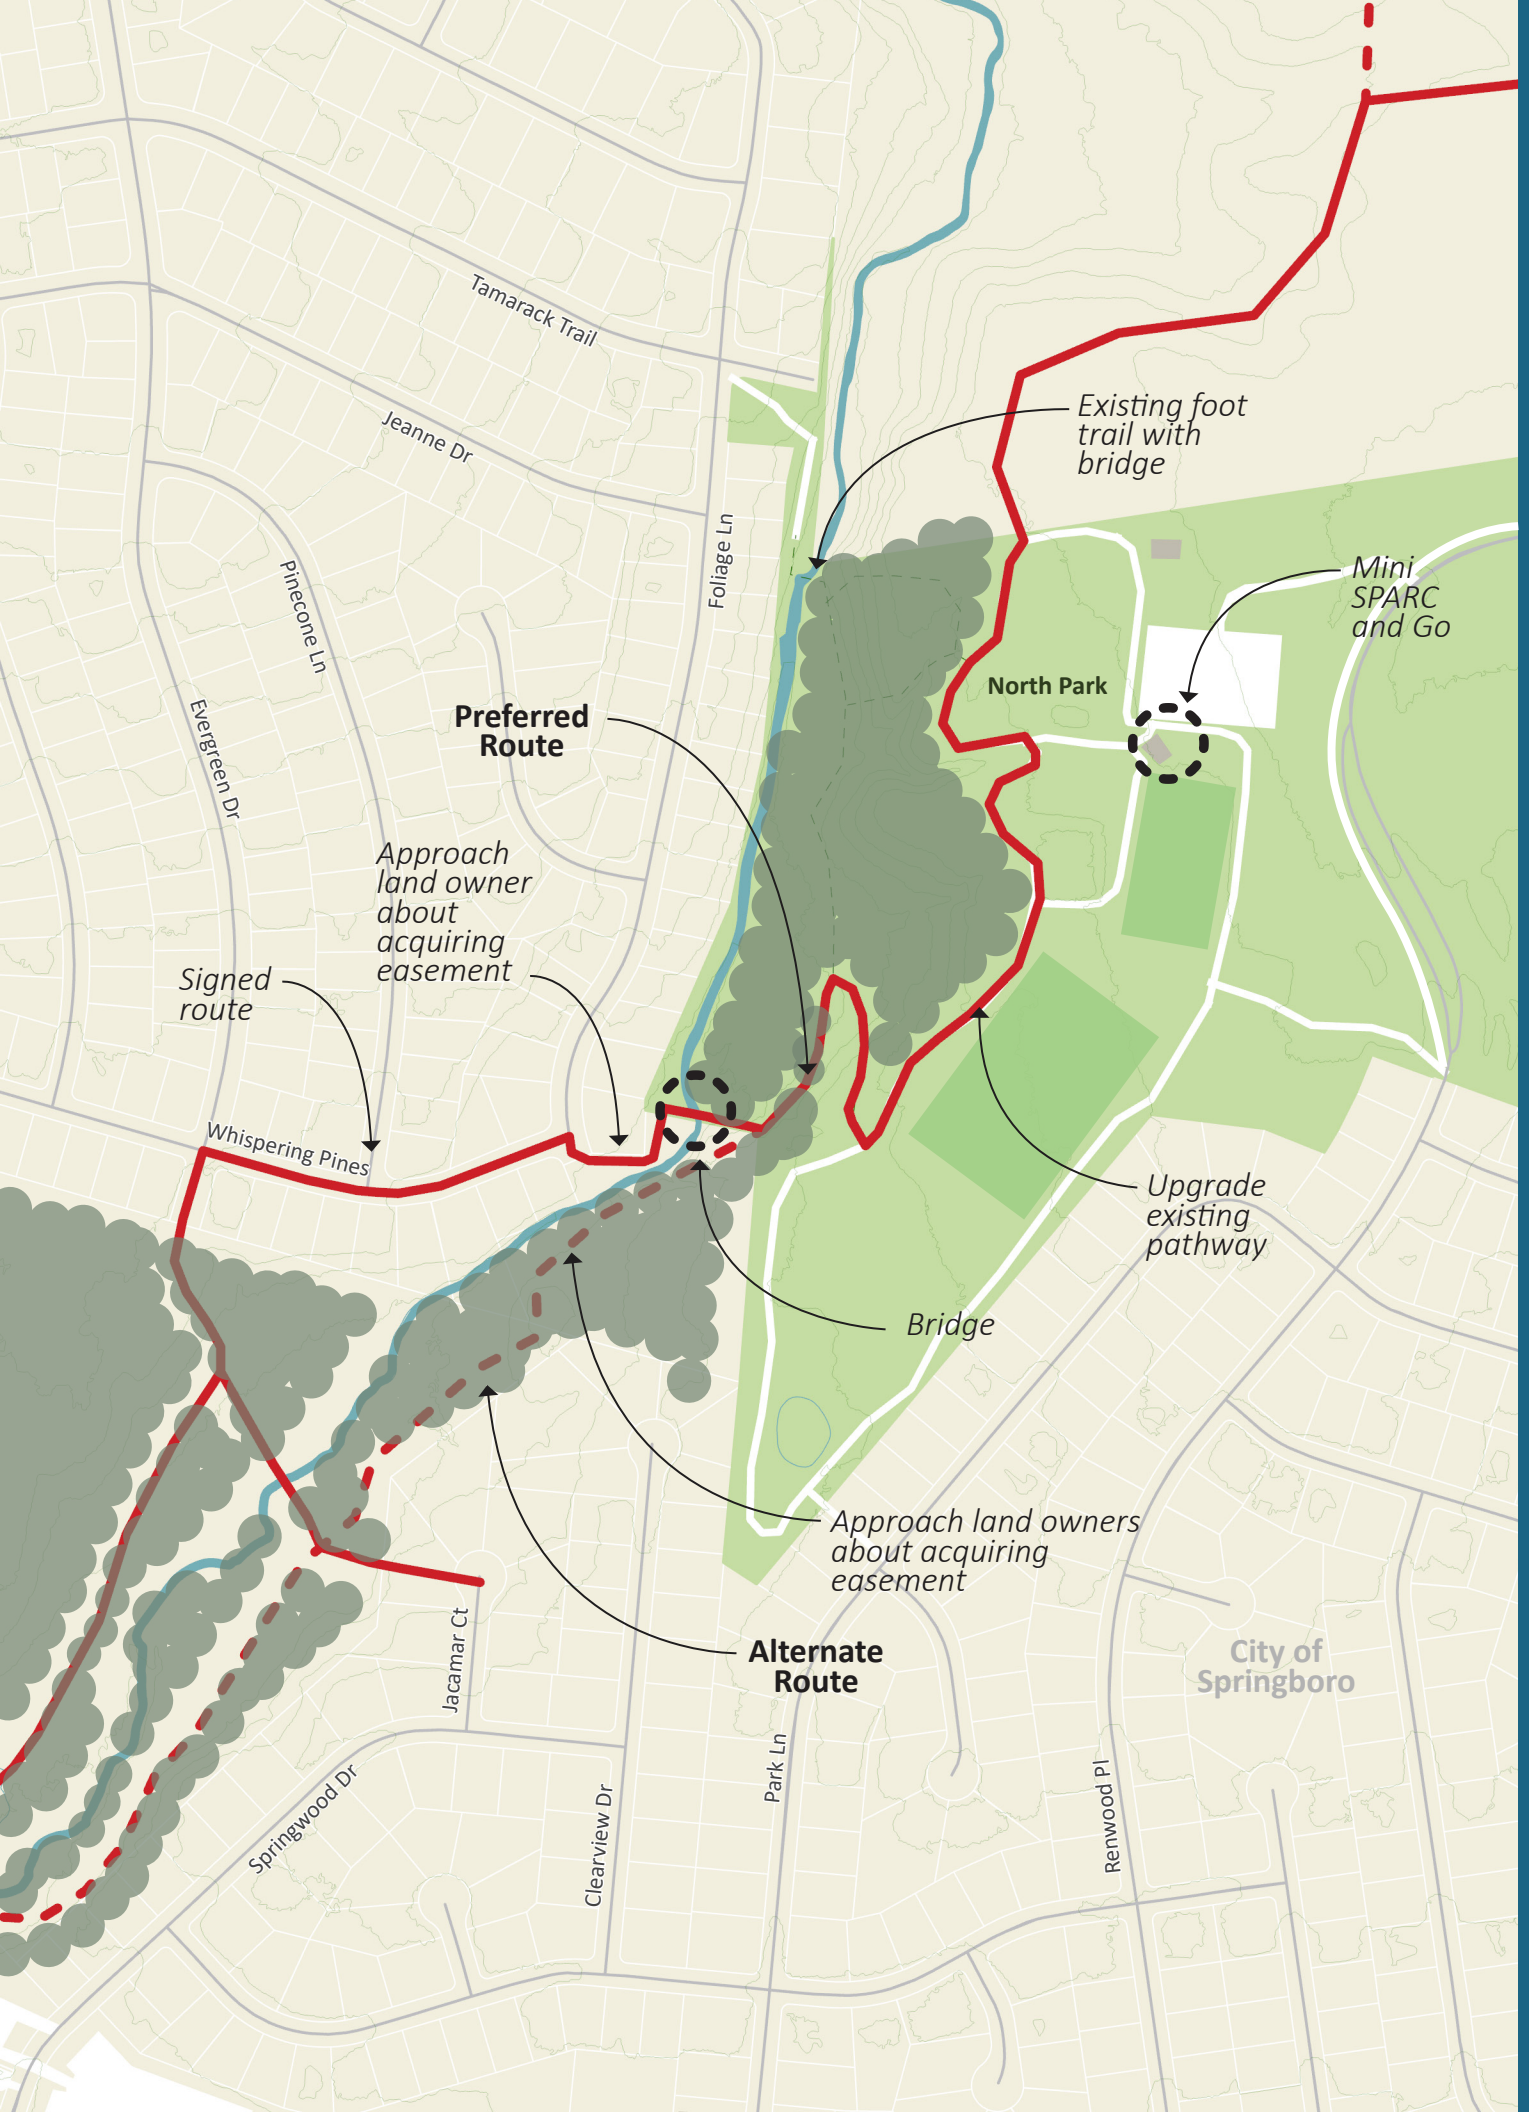 Tamarack Trail
Existing foot
trail with
bridge
Jeanne Dr
Foliage Ln
Pinecone Ln
Mini
SPARC
and Go
North Park
Preferred
Route
Evergreen Dr
Approach
land owner
about
acquiring
easement
Signed
route
Whispering Pines
Upgrade
existing
pathway
Bridge
Approach land owners
about acquiring
easement
Jacamar Ct
Alternate
Route
City of
Springboro
Park Ln
Renwood Pl
Springwood Dr
Clearview Dr